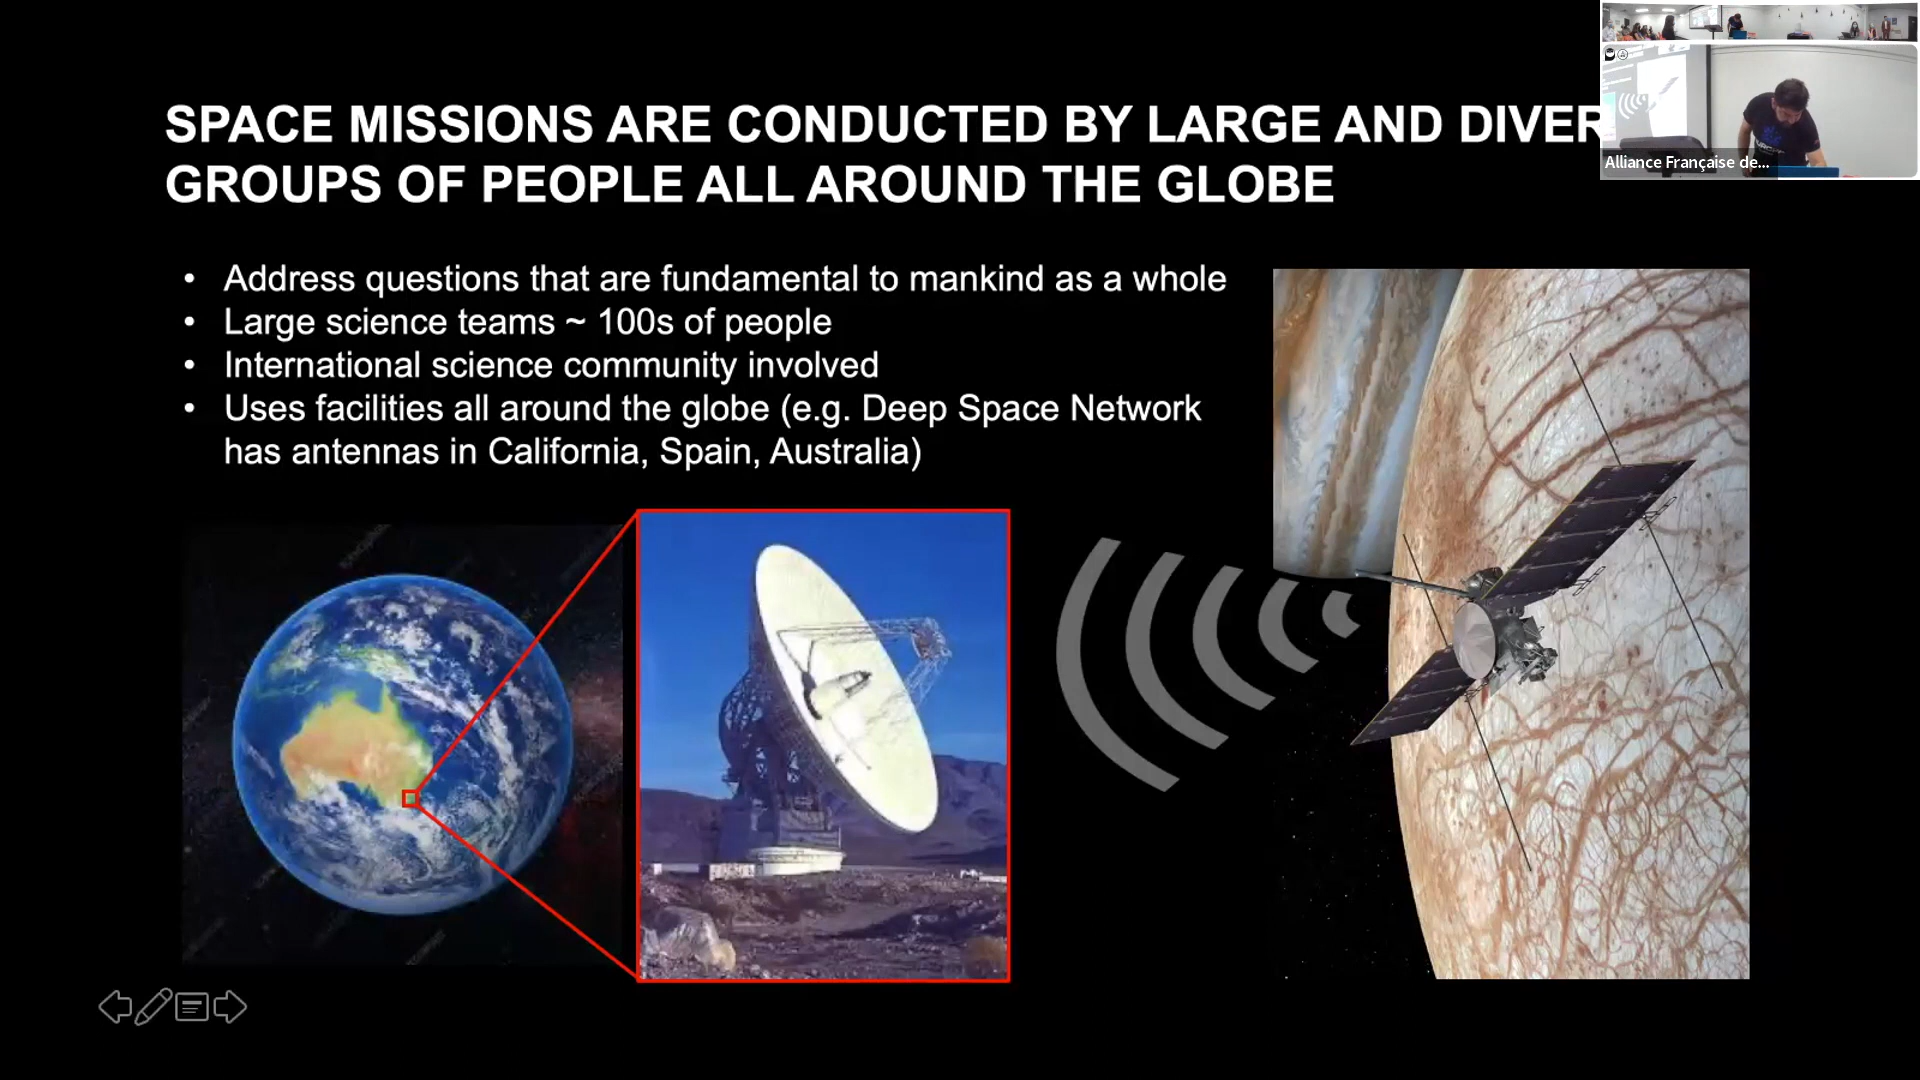 SPACE MISSIONS ARE CONDUCTED BY LARGE AND DIVER
GROUPS OF PEOPLE ALL AROUND THE GLOBE
• Address questions that are fundamental to mankind as a whole
• Large science teams ~ 100s of people
• International science community involved
• Uses facilities all around the globe (e.g. Deep Space Network
has antennas in California, Spain, Australia)
Alliance Française de...